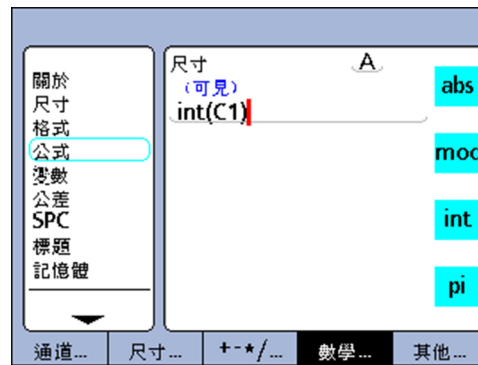 關於
尺寸
格式
公式
變數
公差
SPC
標題
記憶體
尺寸 A
(可見)
int(C1)
abs
mod
int
pi
通道...
尺寸...
+-*/...
數學...
其他...